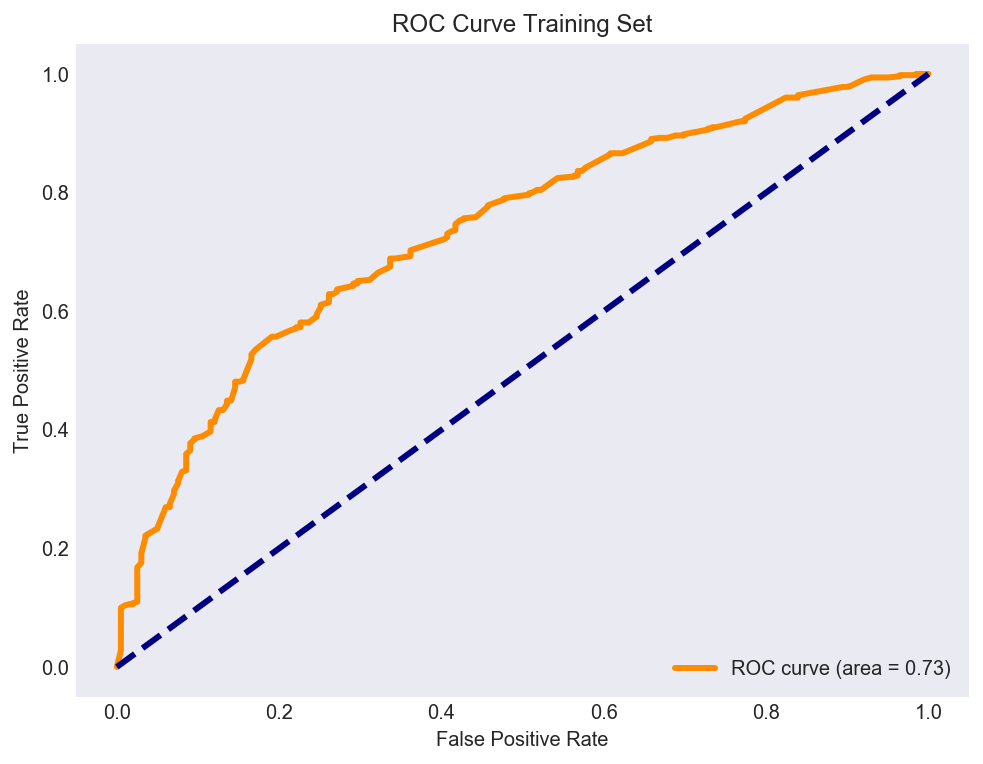 ROC Curve Training Set
1.0
0.8
0.6
0.4
0.2
0.0
True Positive Rate
ROC curve (area = 0.73)
0.0 0.2 0.4 0.6 0.8 1.0
False Positive Rate